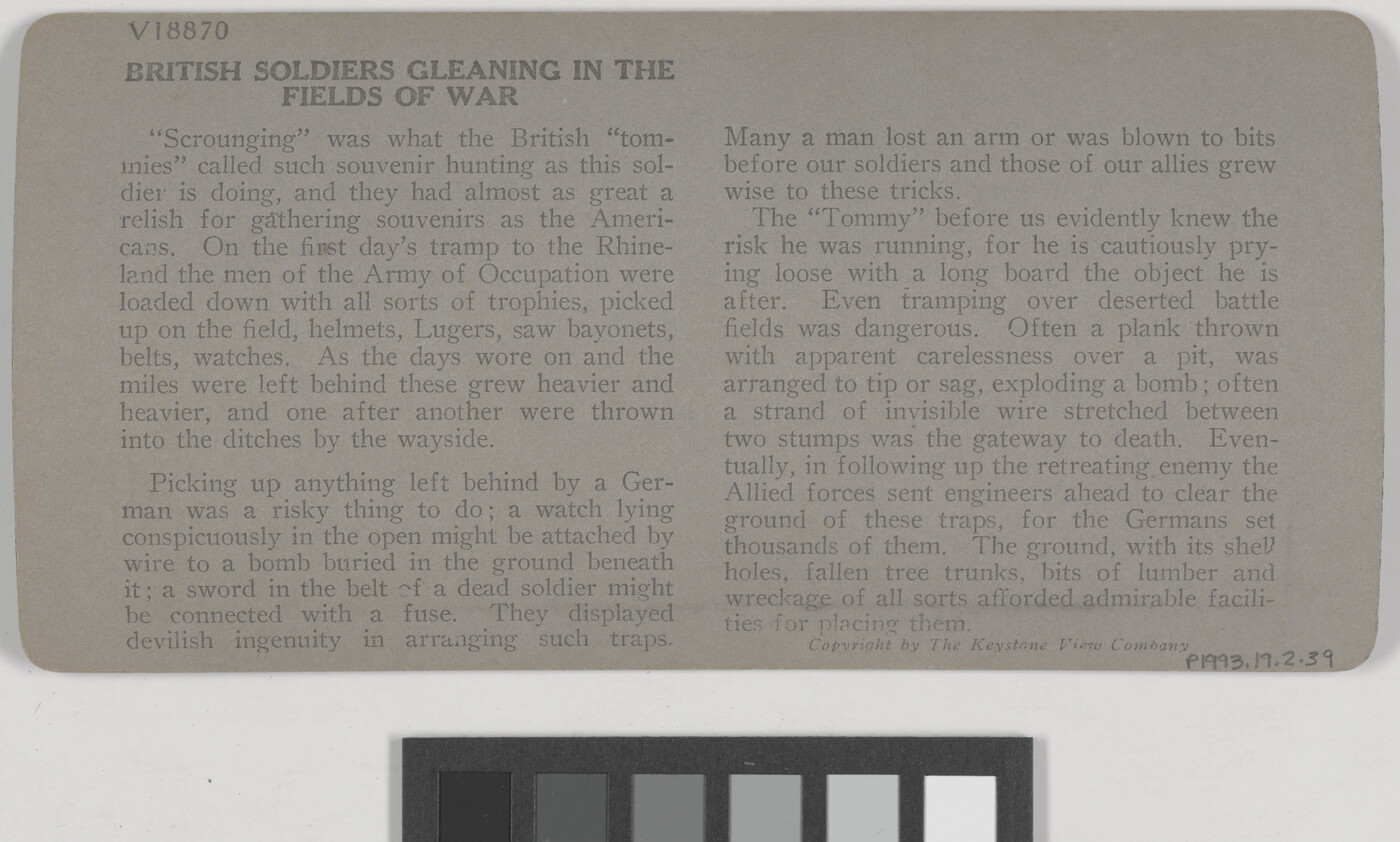 V18870
BRITISH SOLDIERS GLEANING IN THE
FIELDS OF WAR
“Scrounging” was what the British “tom-
mies” called such souvenir hunting as this sol-
dier is doing, and they had almost as great a
relish for gathering souvenirs as the Ameri-
cans. On the first day’s tramp to the Rhine-
land the men of the Army of Occupation were
loaded down with all sorts of trophies, picked
up on the field, helmets, Lugers, saw bayonets,
belts, watches. As the days wore on and the
miles were left behind these grew heavier and
heavier, and one after another were thrown
into the ditches by the wayside.
Picking up anything left behind by a Ger-
man was a risky thing to do; a watch lying
conspicuously in the open might be attached by
wire to a bomb buried in the ground beneath
it; a sword in the belt of a dead soldier might
be connected with a fuse. They displayed
devilish ingenuity in arranging such traps.
Many a man lost an arm or was blown to bits
before our soldiers and those of our allies grew
wise to these tricks.
The “Tommy” before us evidently knew the
risk he was running, for he is cautiously pry-
ing loose with a long board the object he is
after. Even tramping over deserted battle
fields was dangerous. Often a plank thrown
with apparent carelessness over a pit, was
arranged to tip or sag, exploding a bomb; often
a strand of invisible wire stretched between
two stumps was the gateway to death. Even-
tually, in following up the retreating enemy the
Allied forces sent engineers ahead to clear the
ground of these traps, for the Germans set
thousands of them. The ground, with its shell
holes, fallen tree trunks, bits of lumber and
wreckage of all sorts afforded admirable facili-
ties for placing them.
Copyright by The Keystone View Company
P1993.17.2.39